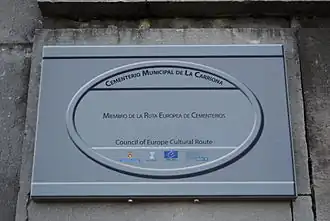 CEMENTERIO MUNICIPAL DE LA CARRIONA
MIEMBRO DE LA RUTA EUROPEA DE CEMENTERIOS
Council of Europe Cultural Route